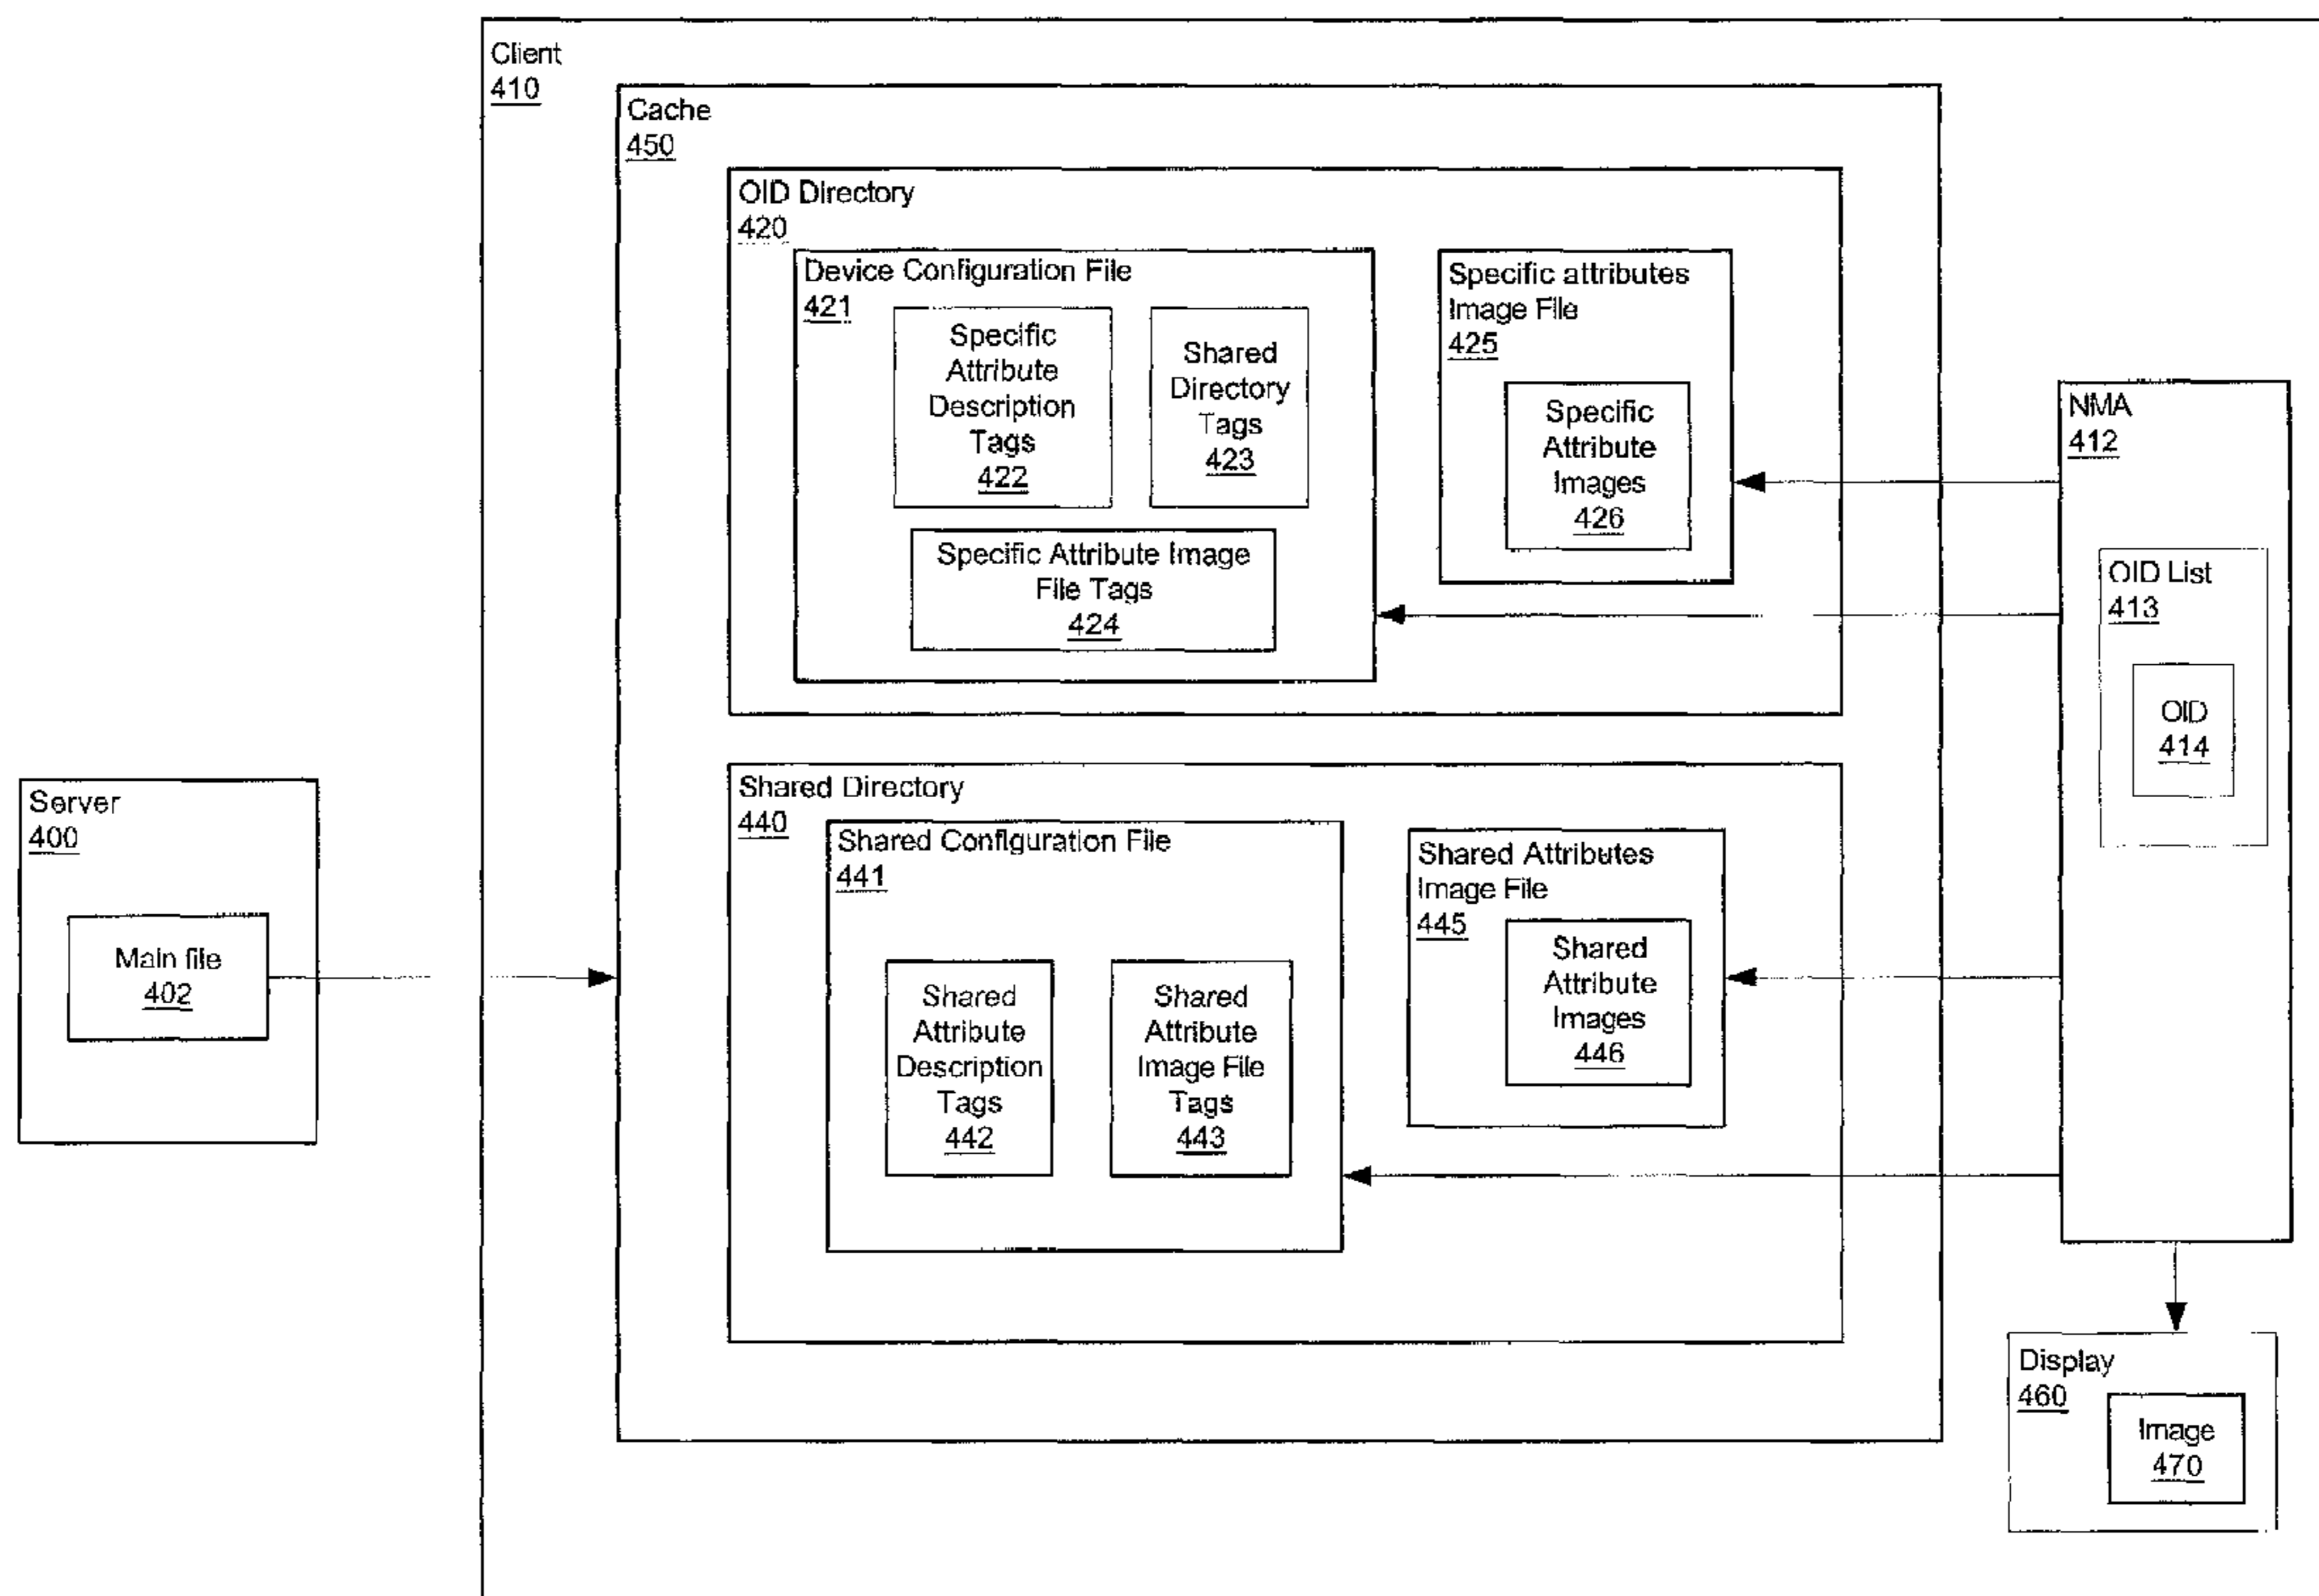 Client
410
Cache
450
OID Directory
420
Device Configuration File
421
Specific
Attribute
Description
Tags
422
Shared
Directory
Tags
423
Specific Attribute Image
File Tags
424
Specific attributes
Image File
425
Specific
Attribute
Images
426
NMA
412
OID List
413
OID
414
Server
400
Main file
402
Shared Directory
440
Shared Configuration File
441
Shared
Attribute
Description
Tags
442
Shared
Attribute
Image File
Tags
443
Shared Attributes
Image File
445
Shared
Attribute
Images
446
Display
460
Image
470